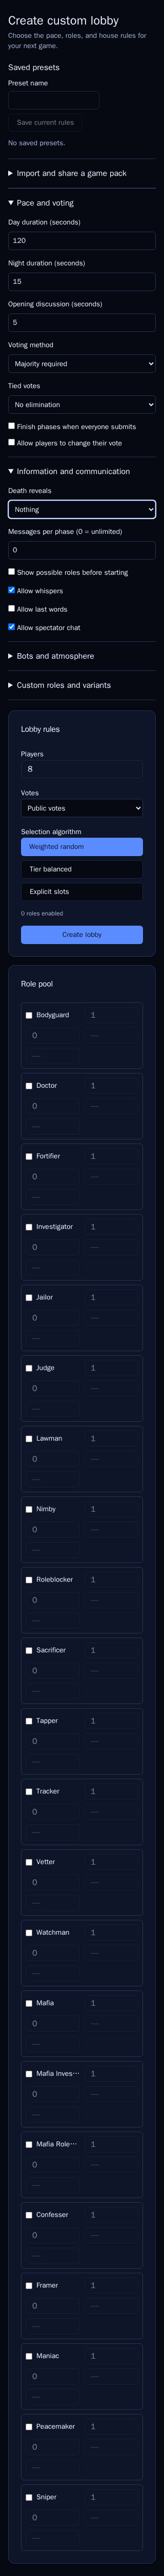 Create custom lobby
Choose the pace, roles, and house rules for
your next game.
Saved presets
Preset name
Save current rules
No saved presets.
▶ Import and share a game pack
▼ Pace and voting
Day duration (seconds)
120
Night duration (seconds)
15
Opening discussion (seconds)
5
Voting method
Majority required
Tied votes
No elimination
Finish phases when everyone submits
Allow players to change their vote
▼ Information and communication
Death reveals
Nothing
Messages per phase (0 = unlimited)
0
Show possible roles before starting
Allow whispers
Allow last words
Allow spectator chat
▶ Bots and atmosphere
▶ Custom roles and variants
Lobby rules
Players
8
Votes
Public votes
Selection algorithm
Weighted random
Tier balanced
Explicit slots
0 roles enabled
Create lobby
Role pool
Bodyguard 1
0 —
—
Doctor 1
0 —
—
Fortifier 1
0 —
—
Investigator 1
0 —
—
Jailor 1
0 —
—
Judge 1
0 —
—
Lawman 1
0 —
—
Nimby 1
0 —
—
Roleblocker 1
0 —
—
Sacrificer 1
0 —
—
Tapper 1
0 —
—
Tracker 1
0 —
—
Vetter 1
0 —
—
Watchman 1
0 —
—
Mafia 1
0 —
—
Mafia Inves… 1
0 —
—
Mafia Role… 1
0 —
—
Confesser 1
0 —
—
Framer 1
0 —
—
Maniac 1
0 —
—
Peacemaker 1
0 —
—
Sniper 1
0 —
—